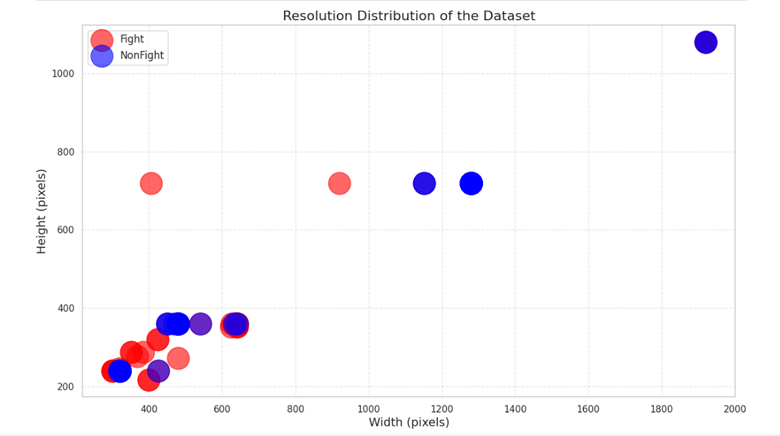 Resolution Distribution of the Dataset
Fight
NonFight
1000
800
600
400
200
Height (pixels)
400
600
800
1000
1200
1400
1600
1800
2000
Width (pixels)